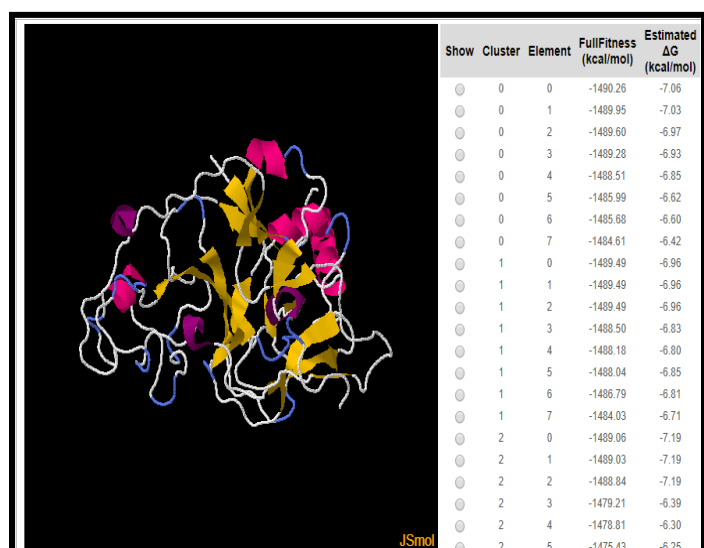 Show Cluster Element FullFitness (kcal/mol) Estimated ΔG (kcal/mol)
0 0 -1490.26 -7.06
0 1 -1489.95 -7.03
0 2 -1489.60 -6.97
0 3 -1489.28 -6.93
0 4 -1488.51 -6.85
0 5 -1485.99 -6.62
0 6 -1485.68 -6.60
0 7 -1484.61 -6.42
1 0 -1489.49 -6.96
1 1 -1489.49 -6.96
1 2 -1489.49 -6.96
1 3 -1488.50 -6.83
1 4 -1488.18 -6.80
1 5 -1488.04 -6.85
1 6 -1486.79 -6.81
1 7 -1484.03 -6.71
2 0 -1489.06 -7.19
2 1 -1489.03 -7.19
2 2 -1488.84 -7.19
2 3 -1479.21 -6.39
2 4 -1478.81 -6.30
2 5 -1475.43 -6.25
JSmol